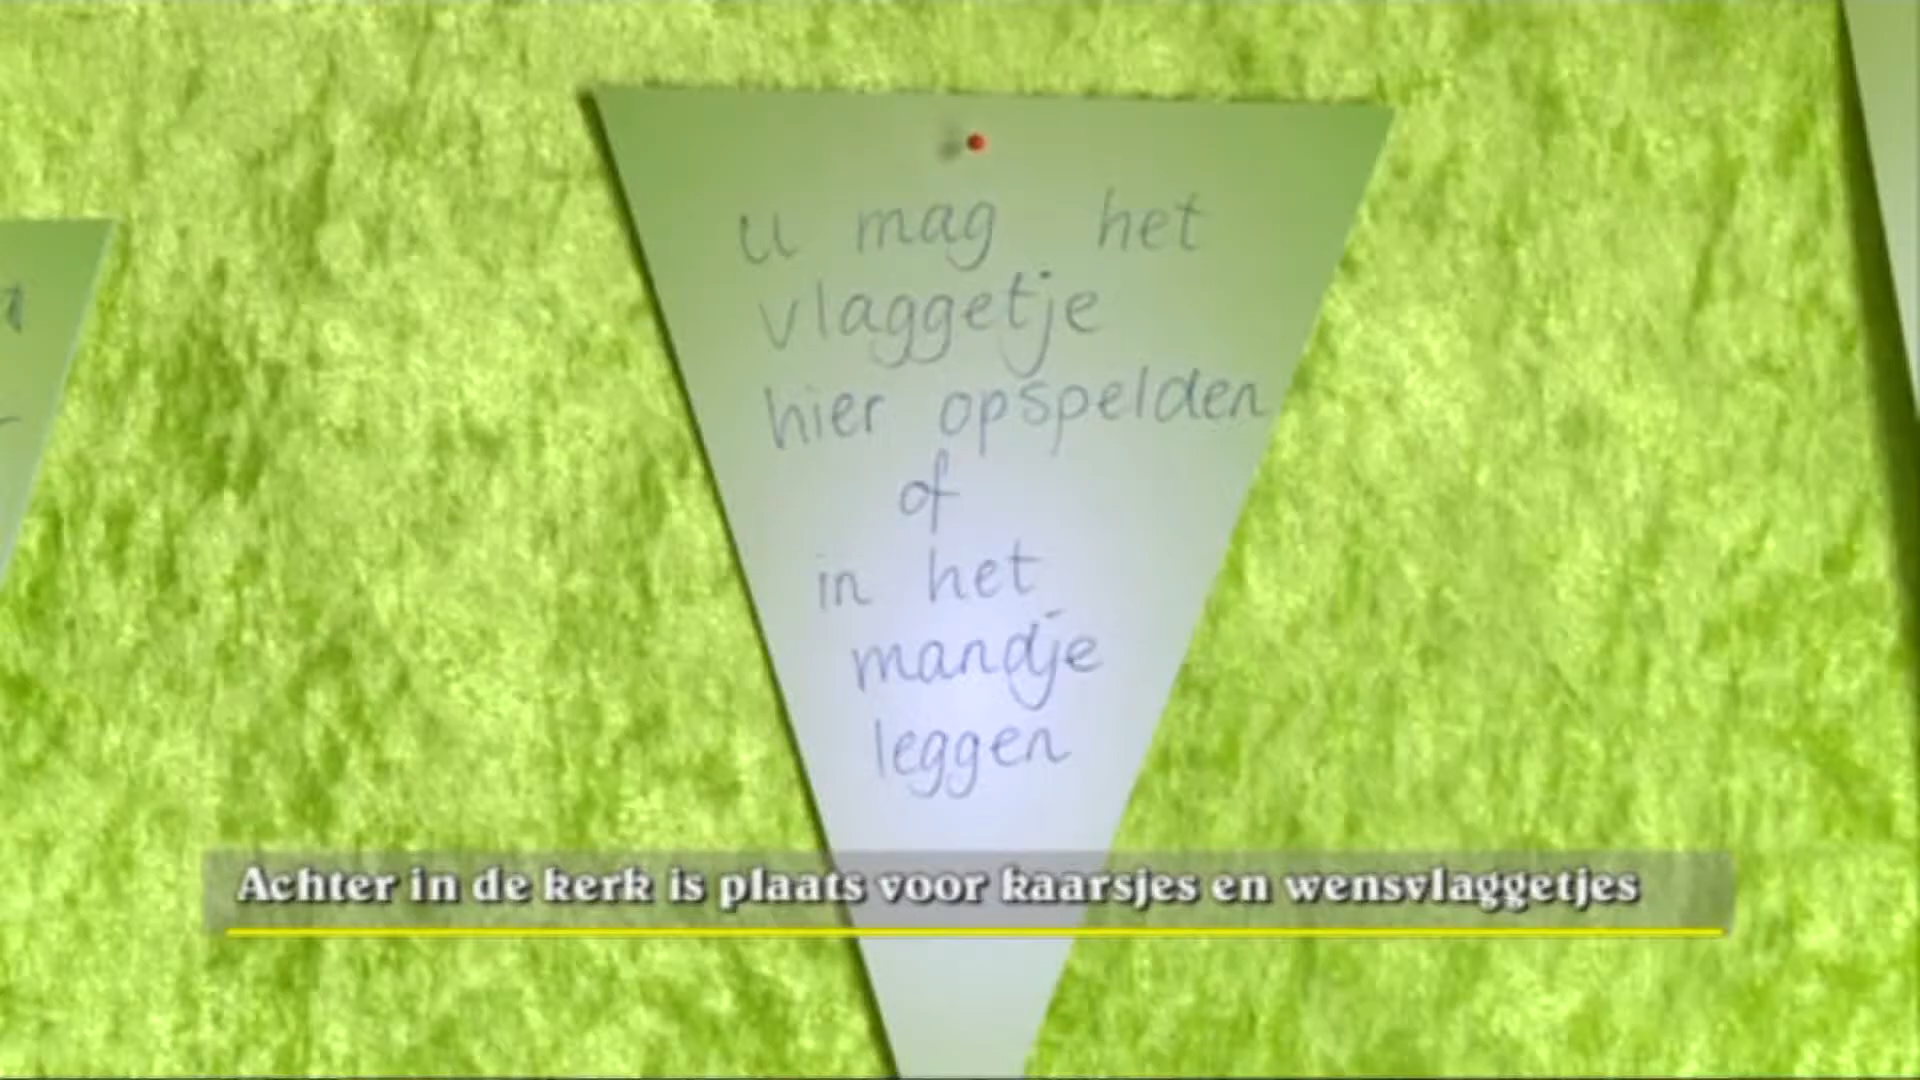 u mag het
vlaggetje
hier opspelden
of
in het
mandje
leggen
Achter in de kerk is plaats voor kaarsjes en wensvlaggetjes